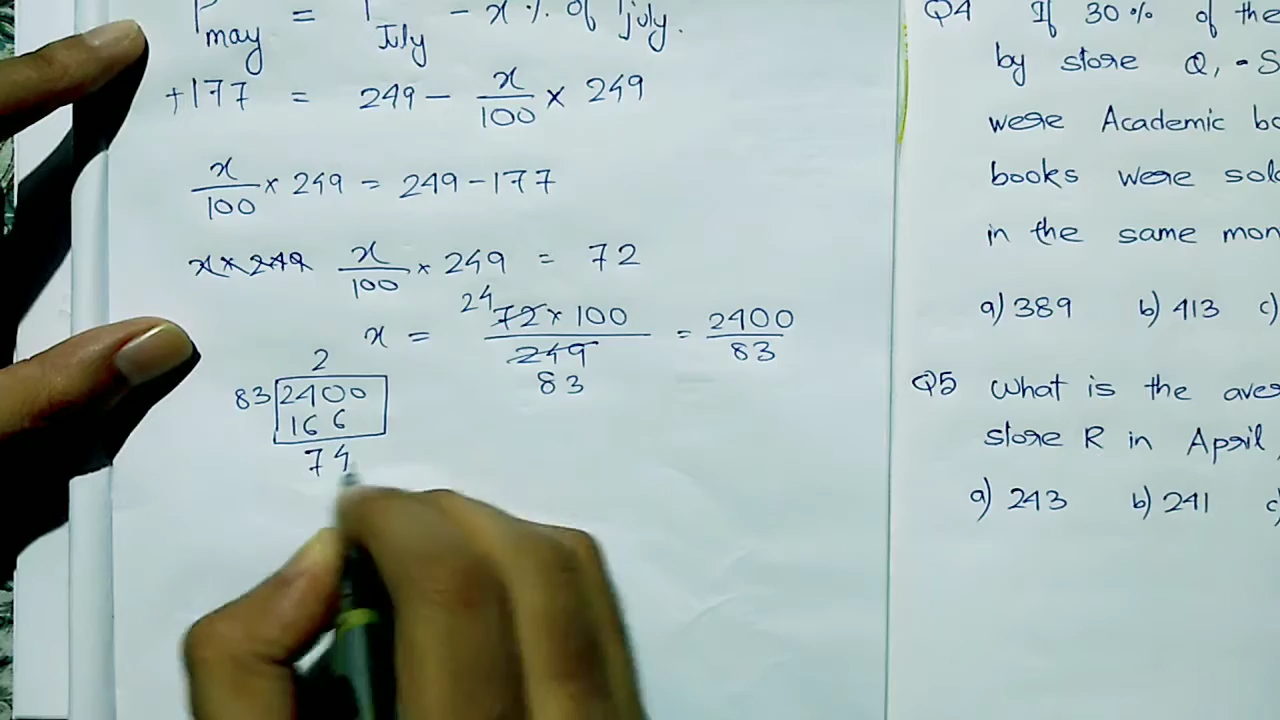 P may = P July - x % of July.
+177 = 249 - x/100 × 249
x/100 × 249 = 249 - 177
x × 249 x/100 × 249 = 72
x = 24 72 × 100 / 249 83 = 2400/83
2
83 2400
166
74
Q4 If 30% of the
by store Q, - S
were Academic bo
books were sold
in the same mon
a) 389 b) 413 c)
Q5 What is the ave
store R in April,
a) 243 b) 241 c